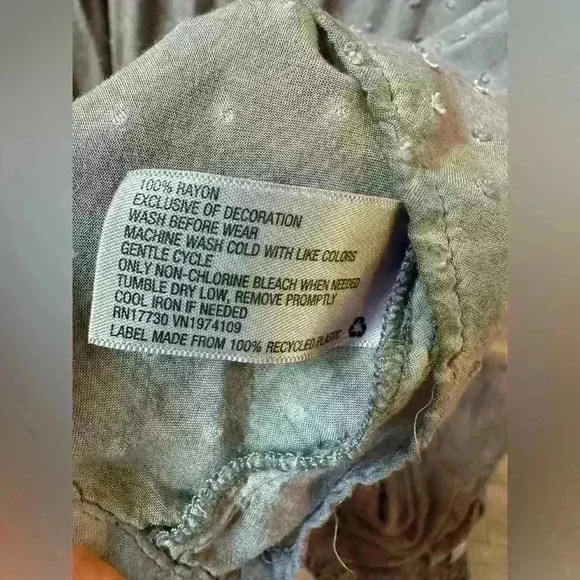 100% RAYON
EXCLUSIVE OF DECORATION
WASH BEFORE WEAR
MACHINE WASH COLD WITH LIKE COLORS
GENTLE CYCLE
ONLY NON-CHLORINE BLEACH WHEN NEEDED
TUMBLE DRY LOW, REMOVE PROMPTLY
COOL IRON IF NEEDED
RN17730 VN1974109
LABEL MADE FROM 100% RECYCLED PLASTIC